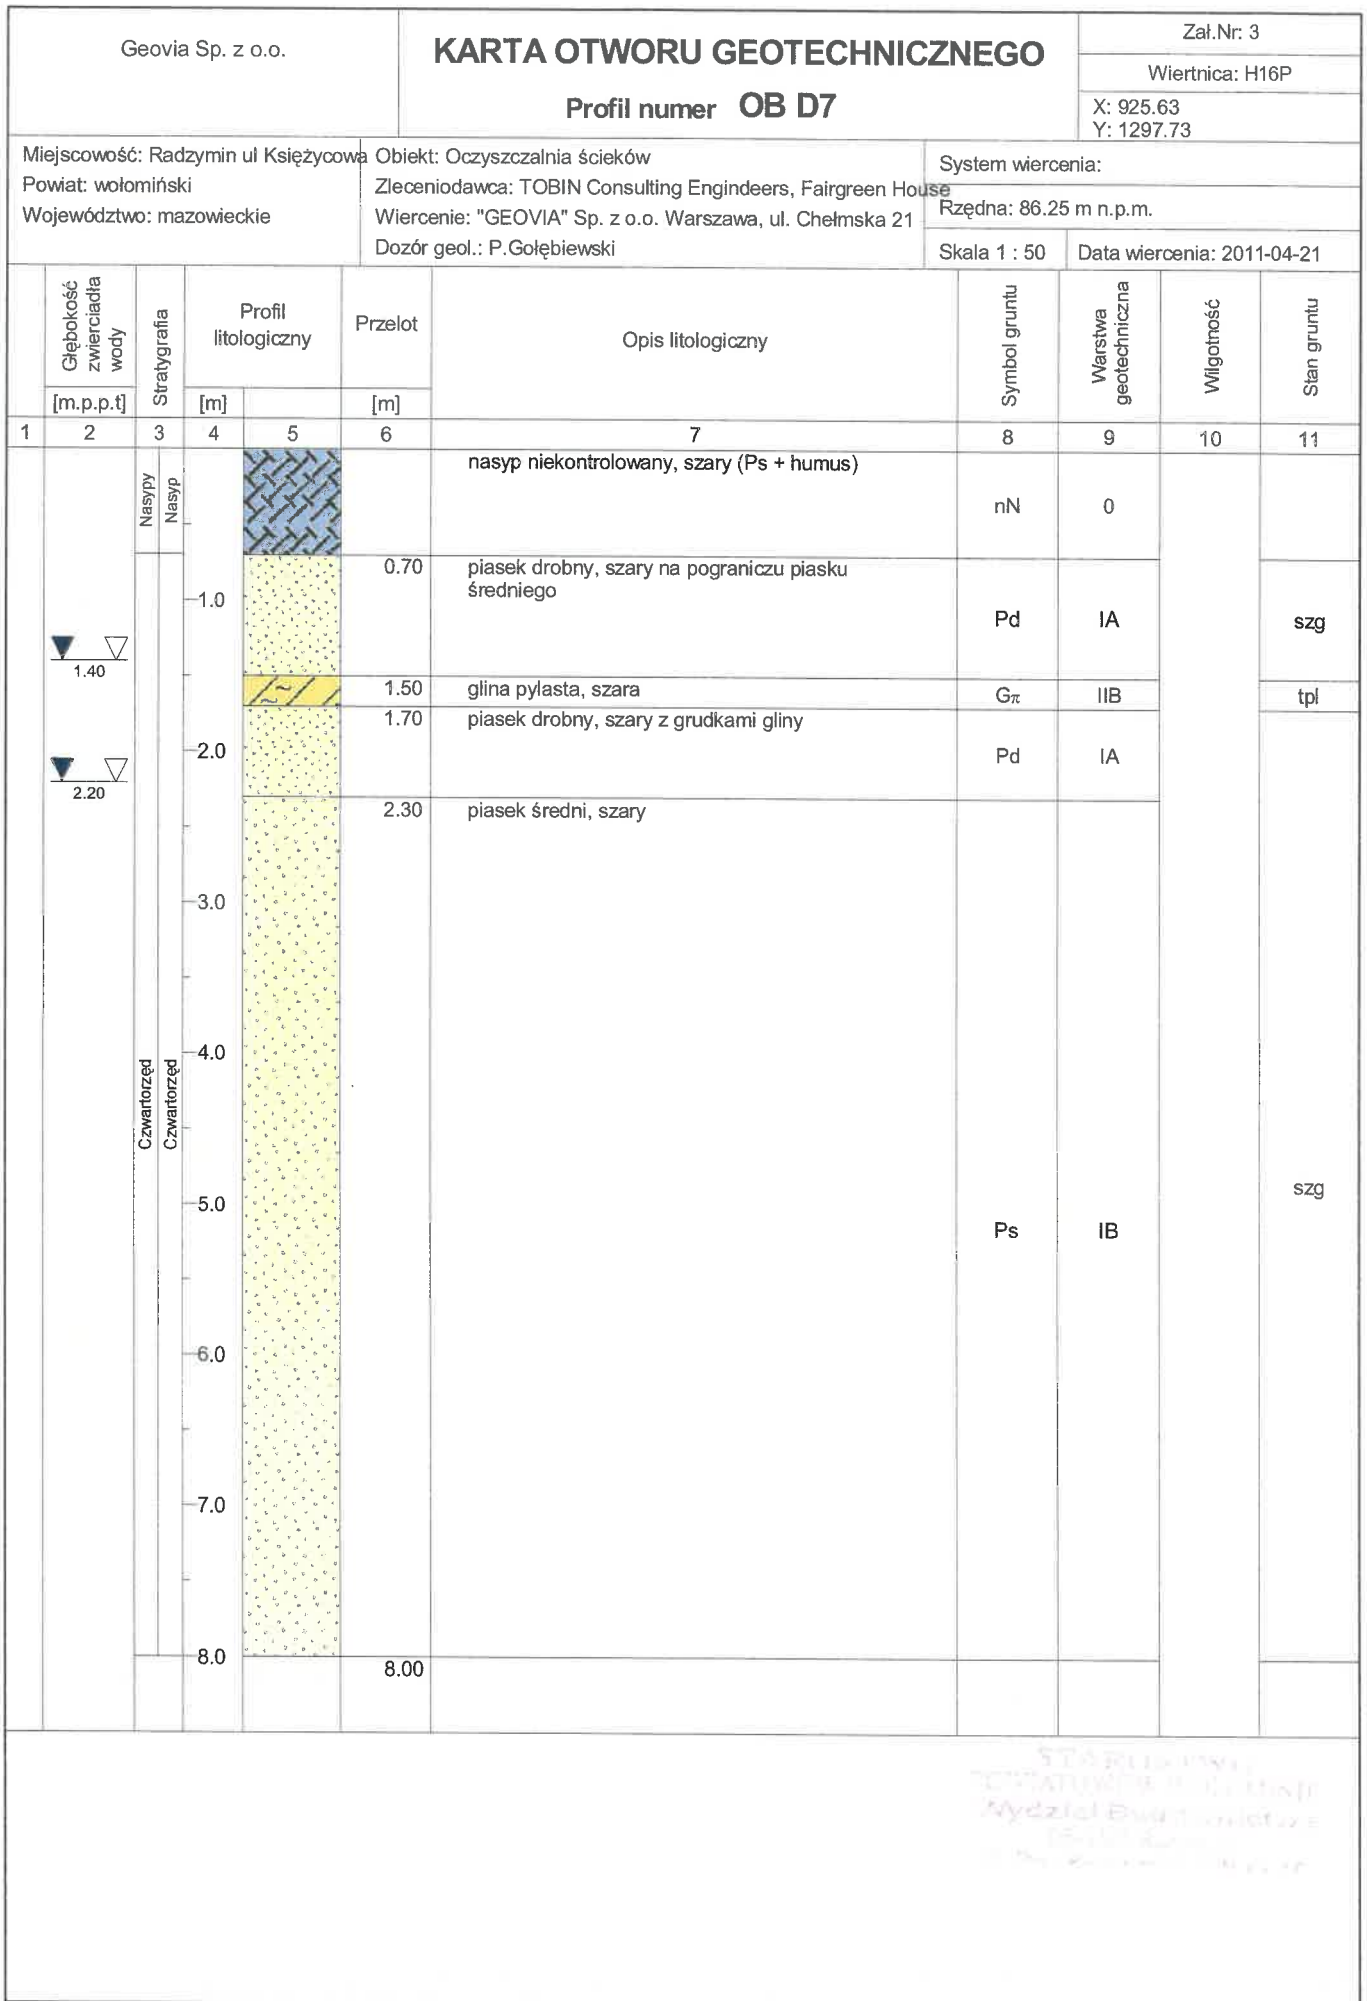 Geovia Sp. z o.o.
KARTA OTWORU GEOTECHNICZNEGO
Profil numer OB D7
Zał.Nr: 3
Wiertnica: H16P
X: 925.63
Y: 1297.73
Miejscowość: Radzymin ul Księżycowa
Powiat: wołomiński
Województwo: mazowieckie
Obiekt: Oczyszczalnia ścieków
Zleceniodawca: TOBIN Consulting Engindeers, Fairgreen House
Wiercenie: "GEOVIA" Sp. z o.o. Warszawa, ul. Chełmska 21
Dozór geol.: P.Gołębiewski
System wiercenia:
Rzędna: 86.25 m n.p.m.
Skala 1 : 50
Data wiercenia: 2011-04-21
Głębokość
zwierciadła
wody
[m.p.p.t]
Stratygrafia
Profil
litologiczny
[m]
Przelot
[m]
Opis litologiczny
Symbol gruntu
Warstwa
geotechniczna
Wilgotność
Stan gruntu
1 2 3 4 5 6 7 8 9 10 11
Nasypy
Nasyp
nasyp niekontrolowany, szary (Ps + humus)
nN 0
0.70 piasek drobny, szary na pograniczu piasku
średniego
1.0
Pd IA szg
1.40
1.50 glina pylasta, szara Gπ IIB tpl
1.70 piasek drobny, szary z grudkami gliny
2.0
Pd IA
2.20
2.30 piasek średni, szary
3.0
4.0
Czwartorzęd
Czwartorzęd
5.0
szg
Ps IB
6.0
7.0
8.0
8.00
Wydział